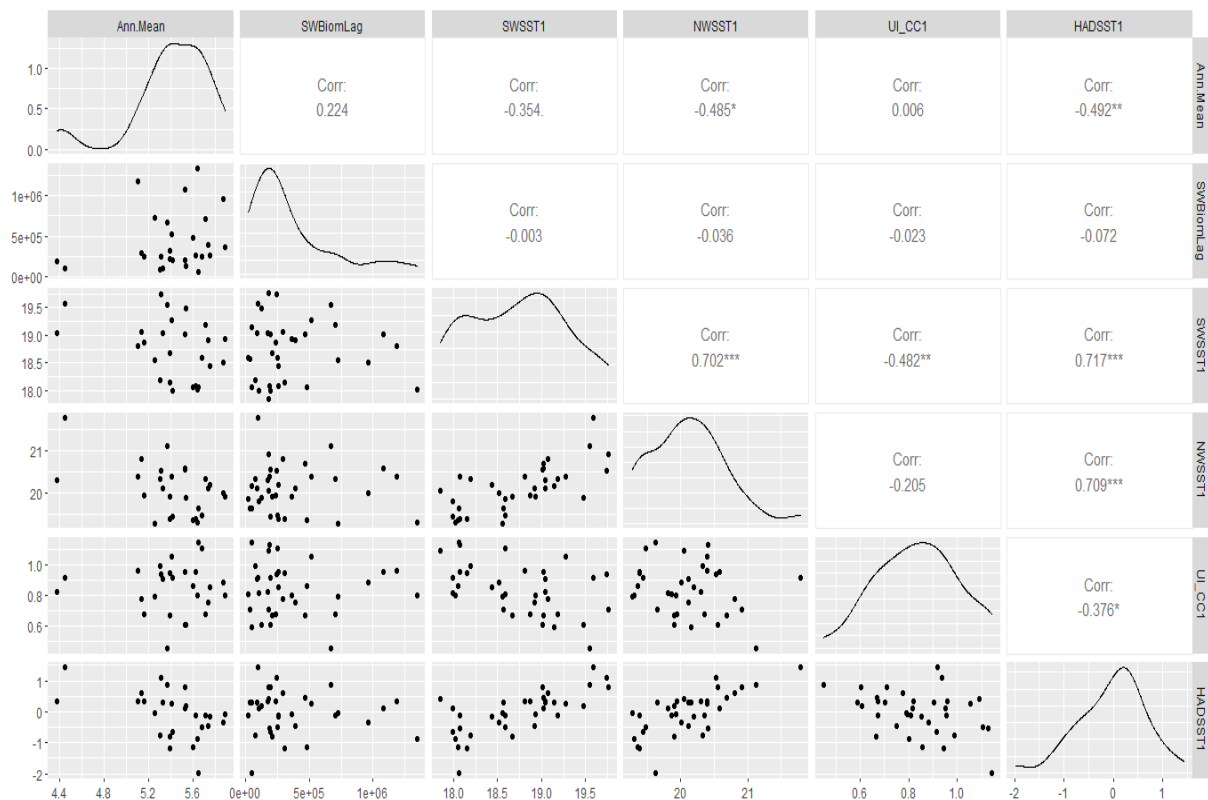 Ann.Mean SWBiomLag SWSST1 NWSST1 UI_CC1 HADSST1
1.0
0.5
0.0
Corr:
0.224
Corr:
-0.354.
Corr:
-0.485*
Corr:
0.006
Corr:
-0.492**
Ann.Mean
1e+06
5e+05
0e+00
Corr:
-0.003
Corr:
-0.036
Corr:
-0.023
Corr:
-0.072
SWBiomLag
19.5
19.0
18.5
18.0
Corr:
0.702***
Corr:
-0.482**
Corr:
0.717***
SWSST1
21
20
Corr:
-0.205
Corr:
0.709***
NWSST1
1.0
0.8
0.6
Corr:
-0.376*
UI_CC1
1
0
-1
-2
HADSST1
4.4 4.8 5.2 5.6 0e+00 5e+05 1e+06 18.0 18.5 19.0 19.5 20 21 0.6 0.8 1.0 -2 -1 0 1